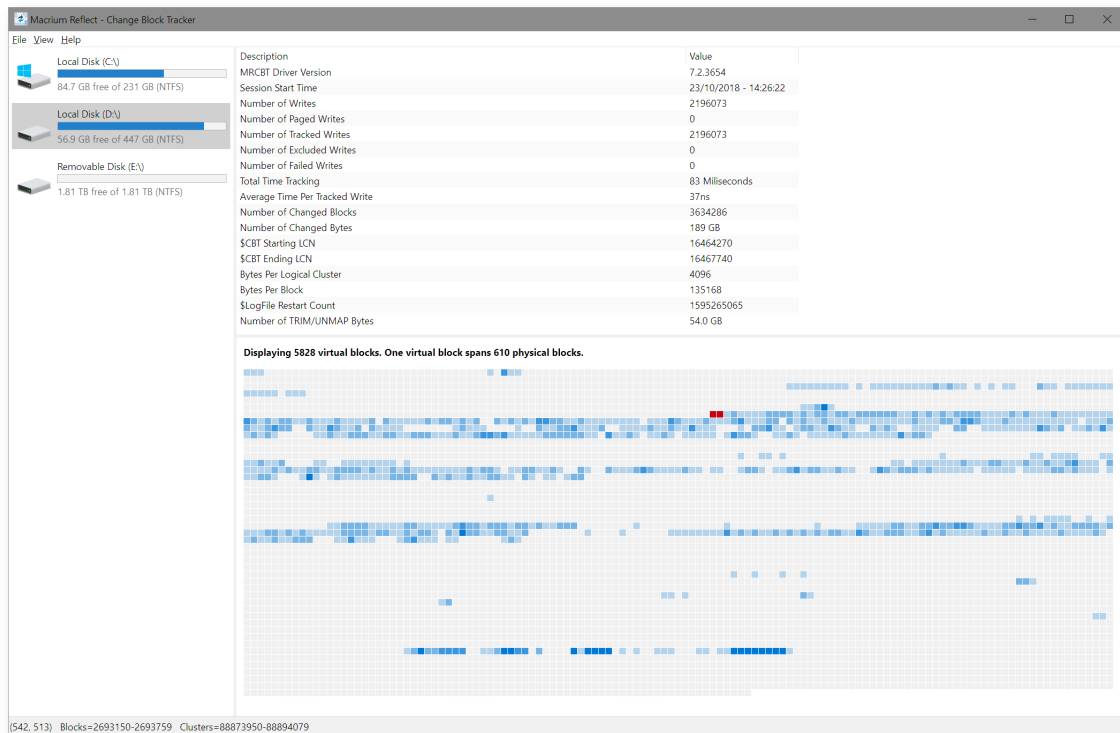 Macrium Reflect - Change Block Tracker
File View Help
Local Disk (C:\)
84.7 GB free of 231 GB (NTFS)
Local Disk (D:\)
56.9 GB free of 447 GB (NTFS)
Removable Disk (E:\)
1.81 TB free of 1.81 TB (NTFS)
Description Value
MRCBT Driver Version 7.2.3654
Session Start Time 23/10/2018 - 14:26:22
Number of Writes 2196073
Number of Paged Writes 0
Number of Tracked Writes 2196073
Number of Excluded Writes 0
Number of Failed Writes 0
Total Time Tracking 83 Miliseconds
Average Time Per Tracked Write 37ns
Number of Changed Blocks 3634286
Number of Changed Bytes 189 GB
$CBT Starting LCN 16464270
$CBT Ending LCN 16467740
Bytes Per Logical Cluster 4096
Bytes Per Block 135168
$LogFile Restart Count 1595265065
Number of TRIM/UNMAP Bytes 54.0 GB
Displaying 5828 virtual blocks. One virtual block spans 610 physical blocks.
(542, 513) Blocks=2693150-2693759 Clusters=88873950-88894079